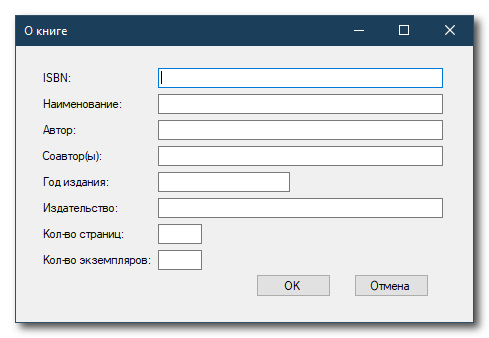 О книге
ISBN:
Наименование:
Автор:
Соавтор(ы):
Год издания:
Издательство:
Кол-во страниц:
Кол-во экземпляров:
OK
Отмена